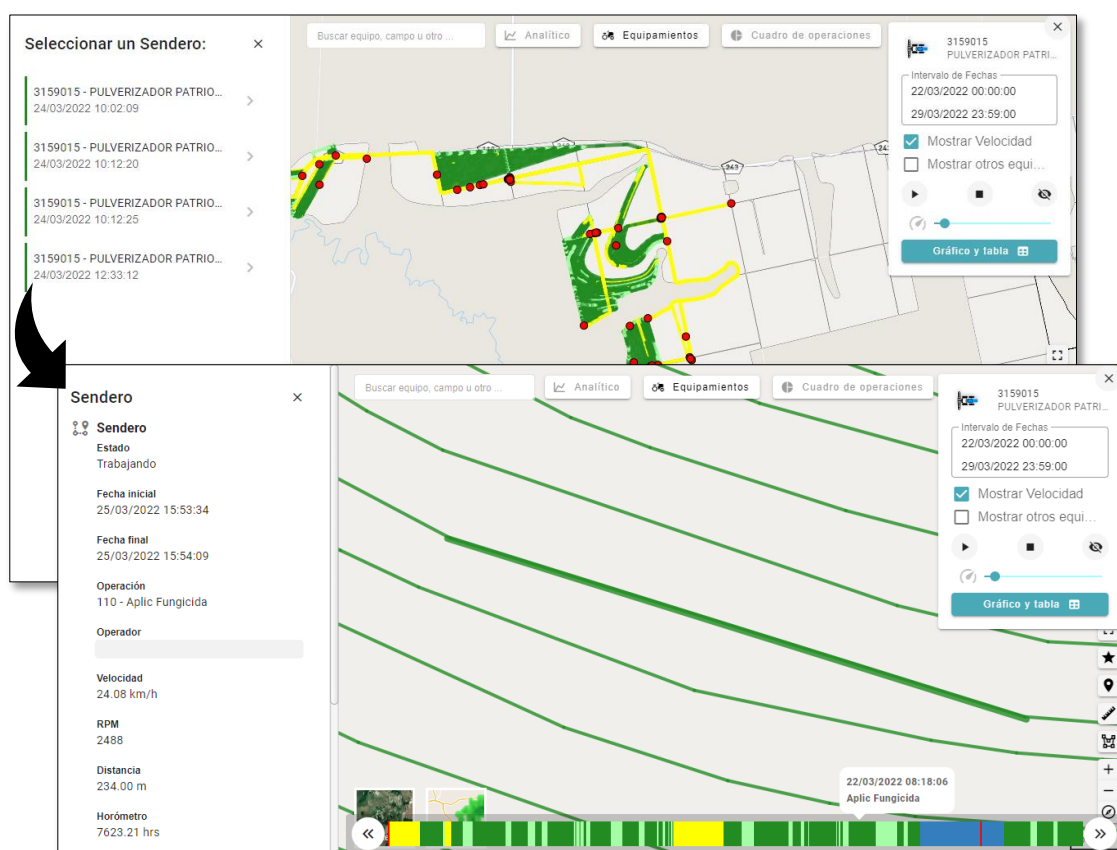 Seleccionar un Sendero:
3159015 - PULVERIZADOR PATRIO...
24/03/2022 10:02:09
3159015 - PULVERIZADOR PATRIO...
24/03/2022 10:12:20
3159015 - PULVERIZADOR PATRIO...
24/03/2022 10:12:25
3159015 - PULVERIZADOR PATRIO...
24/03/2022 12:33:12
Buscar equipo, campo u otro ...
Analítico
Equipamientos
Cuadro de operaciones
249
3159015
PULVERIZADOR PATRI...
Intervalo de Fechas
22/03/2022 00:00:00
29/03/2022 23:59:00
Mostrar Velocidad
Mostrar otros equi...
Gráfico y tabla
Sendero
Sendero
Estado
Trabajando
Fecha inicial
25/03/2022 15:53:34
Fecha final
25/03/2022 15:54:09
Operación
110 - Aplic Fungicida
Operador
Velocidad
24.08 km/h
RPM
2488
Distancia
234.00 m
Horómetro
7623.21 hrs
Buscar equipo, campo u otro ...
Analítico
Equipamientos
Cuadro de operaciones
3159015
PULVERIZADOR PATRI...
Intervalo de Fechas
22/03/2022 00:00:00
29/03/2022 23:59:00
Mostrar Velocidad
Mostrar otros equi...
Gráfico y tabla
22/03/2022 08:18:06
Aplic Fungicida